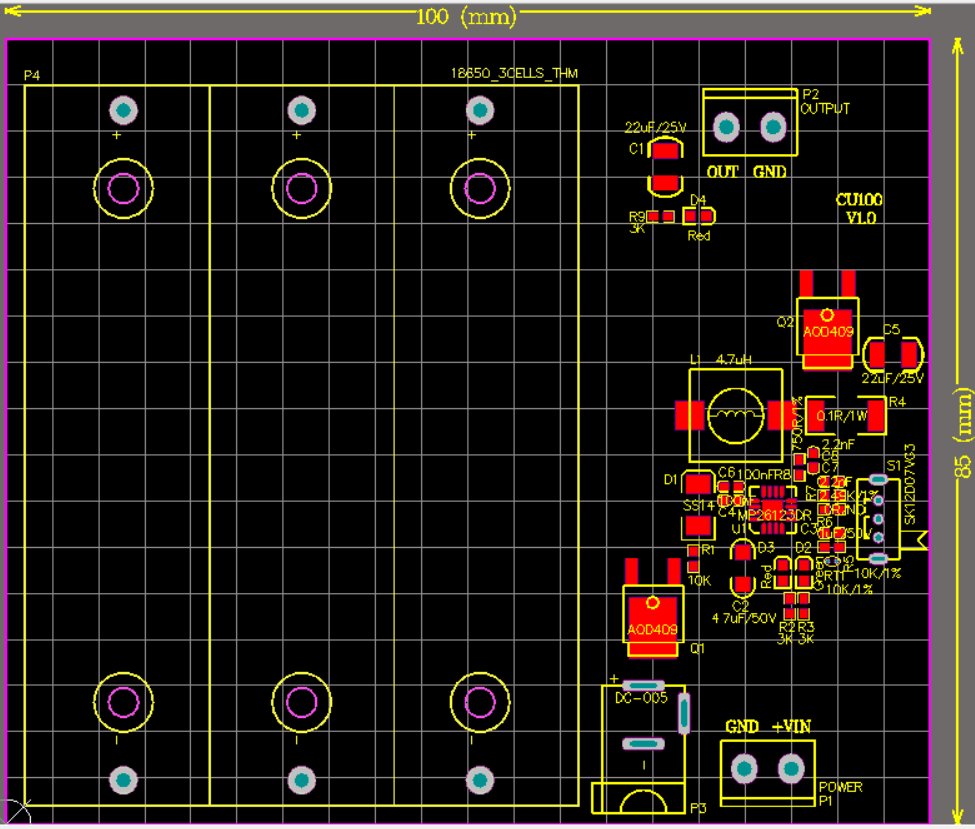 100 (mm)
P4
18650_3CELLS_THM
P2
OUTPUT
22uF/25V
C1
OUT GND
D4
R9
3K
Red
CU100
V1.0
+
+
+
Q2
AOD409
C5
22uF/25V
L1 4.7uH
R4
0.1R/1W
750R/1%
2.2nF
C8
C7
S1
SK12D07VG3
85 (mm)
D1
C6
100nF
R8
SS14
C4
MP26123DR
U1
R7
R6
C3
D3
D2
R1
10K
Red
RT1
10K/1%
10K/1%
C2
4.7uF/50V
R2
R3
3K
3K
AOD409
Q1
+
DC-005
GND +VIN
POWER
P1
P3